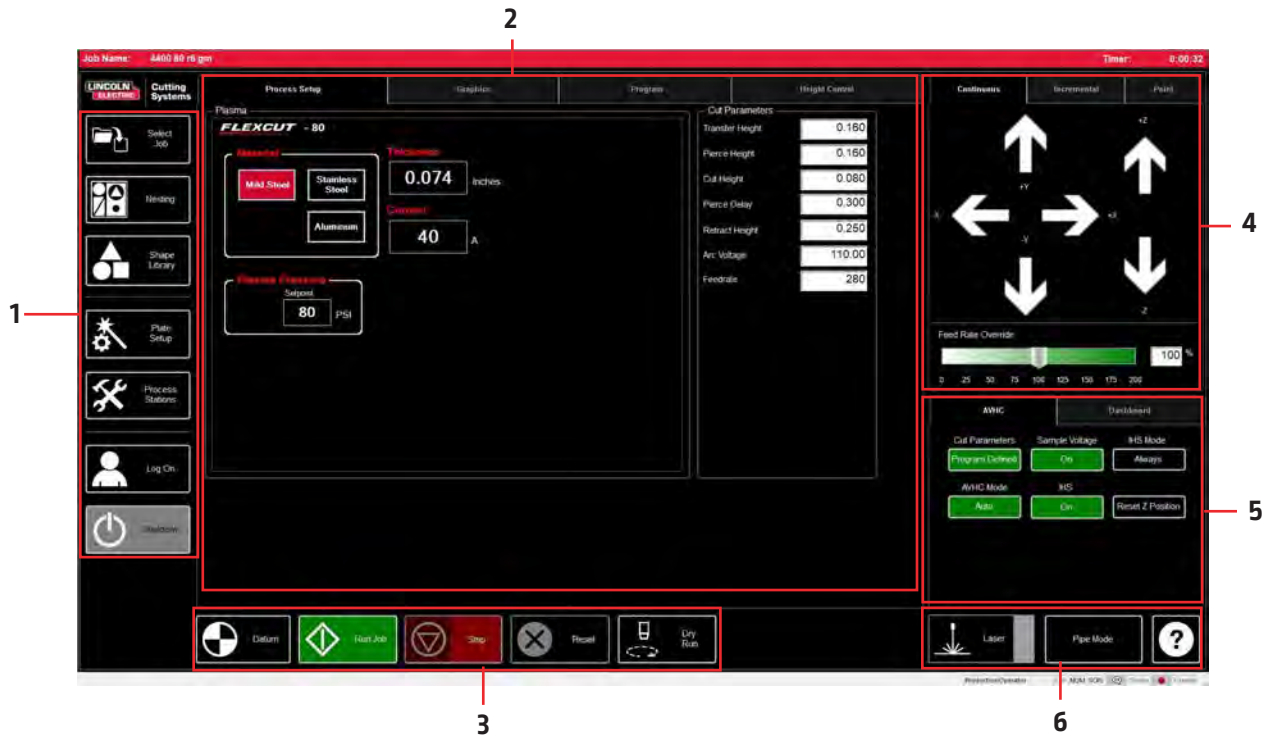 2
Job Name: 4400 80 r6 gm
Timer: 0:00:32
LINCOLN ELECTRIC
Cutting Systems
Process Setup
Graphics
Program
Height Control
Continuous
Incremental
Point
Select Job
Nesting
Shape Library
Plate Setup
Process Stations
Log On
Shutdown
1
Plasma
FLEXCUT - 80
Material
Mild Steel
Stainless Steel
Aluminum
Thickness
0.074 inches
Current
40 A
Plasma Pressure
Setpoint
80 PSI
Cut Parameters
Transfer Height 0.160
Pierce Height 0.160
Cut Height 0.080
Pierce Delay 0.300
Retract Height 0.250
Arc Voltage 110.00
Feedrate 280
+Z
+Y
-X
+X
-Y
-Z
4
Feed Rate Override
100 %
0 25 50 75 100 125 150 175 200
AVHC
Dashboard
Cut Parameters
Sample Voltage
IHS Mode
Program Defined
On
Always
AVHC Mode
IHS
Auto
On
Reset Z Position
5
Datum
Run Job
Stop
Reset
Dry Run
Laser
Pipe Mode
?
3
6